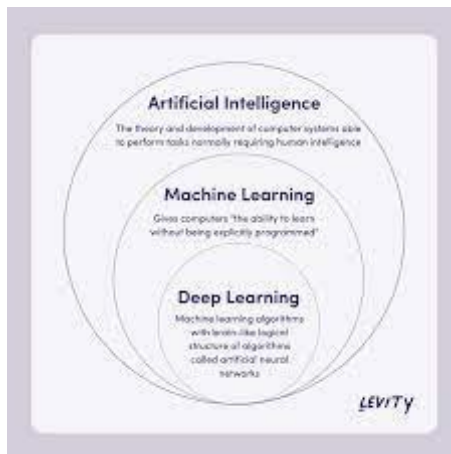 Artificial Intelligence
The theory and development of computer systems able
to perform tasks normally requiring human intelligence
Machine Learning
Gives computers "the ability to learn
without being explicitly programmed"
Deep Learning
Machine learning algorithms
with brain-like logical
structure of algorithms
called artificial neural
networks
LEVITY